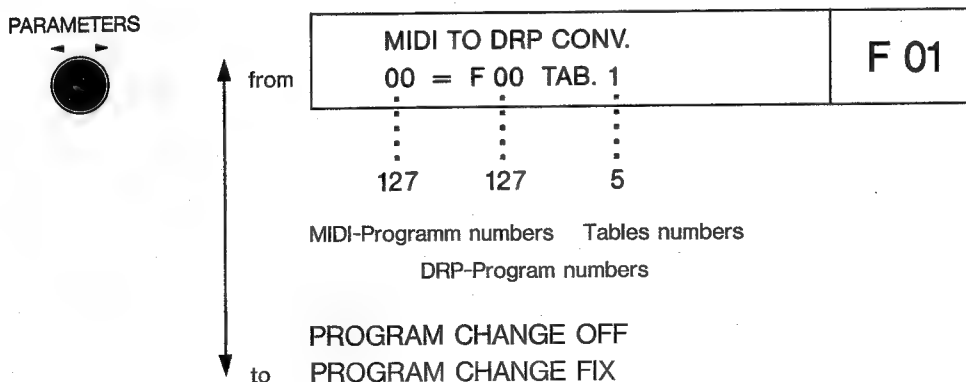 PARAMETERS
from
MIDI TO DRP CONV.
00 = F 00 TAB. 1
F 01
127 127 5
MIDI-Programm numbers Tables numbers
DRP-Program numbers
PROGRAM CHANGE OFF
to PROGRAM CHANGE FIX